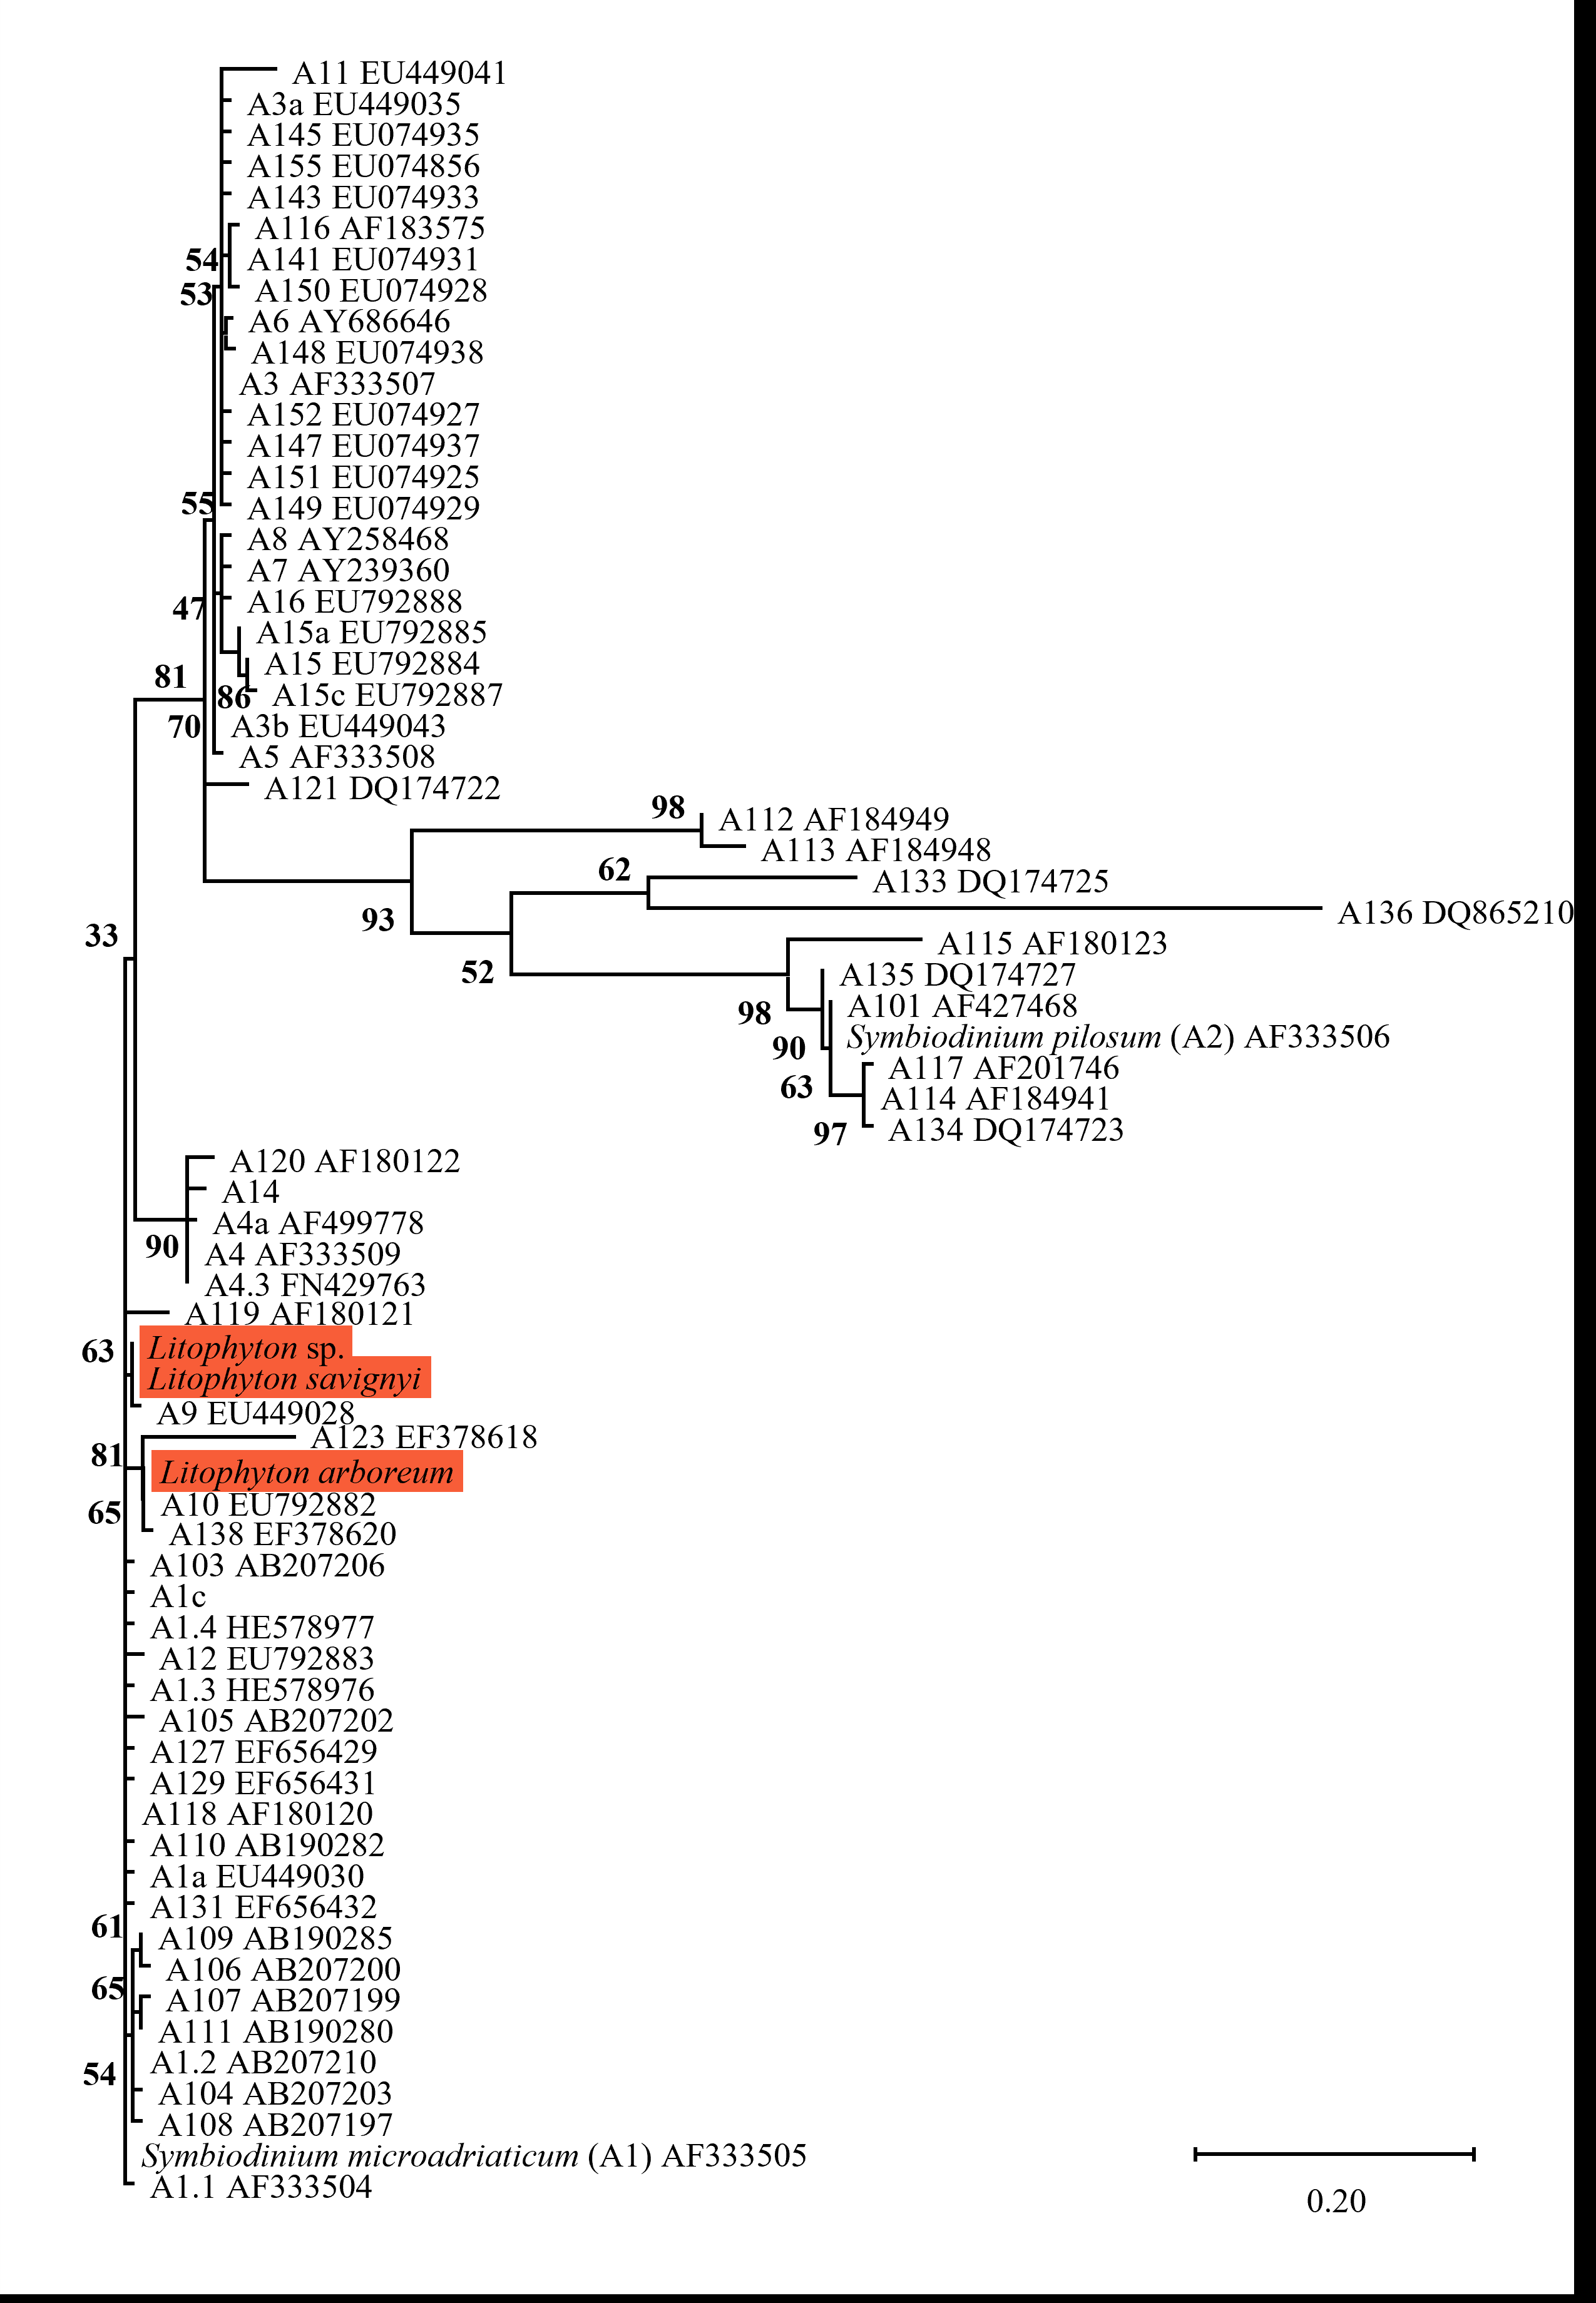 A11 EU449041
A3a EU449035
A145 EU074935
A155 EU074856
A143 EU074933
A116 AF183575
54
A141 EU074931
53
A150 EU074928
A6 AY686646
A148 EU074938
A3 AF333507
A152 EU074927
A147 EU074937
A151 EU074925
55
A149 EU074929
A8 AY258468
A7 AY239360
47
A16 EU792888
A15a EU792885
81
A15 EU792884
86
A15c EU792887
70
A3b EU449043
A5 AF333508
A121 DQ174722
98
A112 AF184949
A113 AF184948
62
A133 DQ174725
93
A136 DQ865210
33
A115 AF180123
52
A135 DQ174727
98
A101 AF427468
90
Symbiodinium pilosum (A2) AF333506
A117 AF201746
63
A114 AF184941
97
A134 DQ174723
A120 AF180122
A14
A4a AF499778
90
A4 AF333509
A4.3 FN429763
A119 AF180121
63
Litophyton sp.
Litophyton savignyi
A9 EU449028
A123 EF378618
81
Litophyton arboreum
65
A10 EU792882
A138 EF378620
A103 AB207206
A1c
A1.4 HE578977
A12 EU792883
A1.3 HE578976
A105 AB207202
A127 EF656429
A129 EF656431
A118 AF180120
A110 AB190282
A1a EU449030
A131 EF656432
61
A109 AB190285
A106 AB207200
65
A107 AB207199
A111 AB190280
A1.2 AB207210
54
A104 AB207203
A108 AB207197
Symbiodinium microadriaticum (A1) AF333505
A1.1 AF333504
0.20